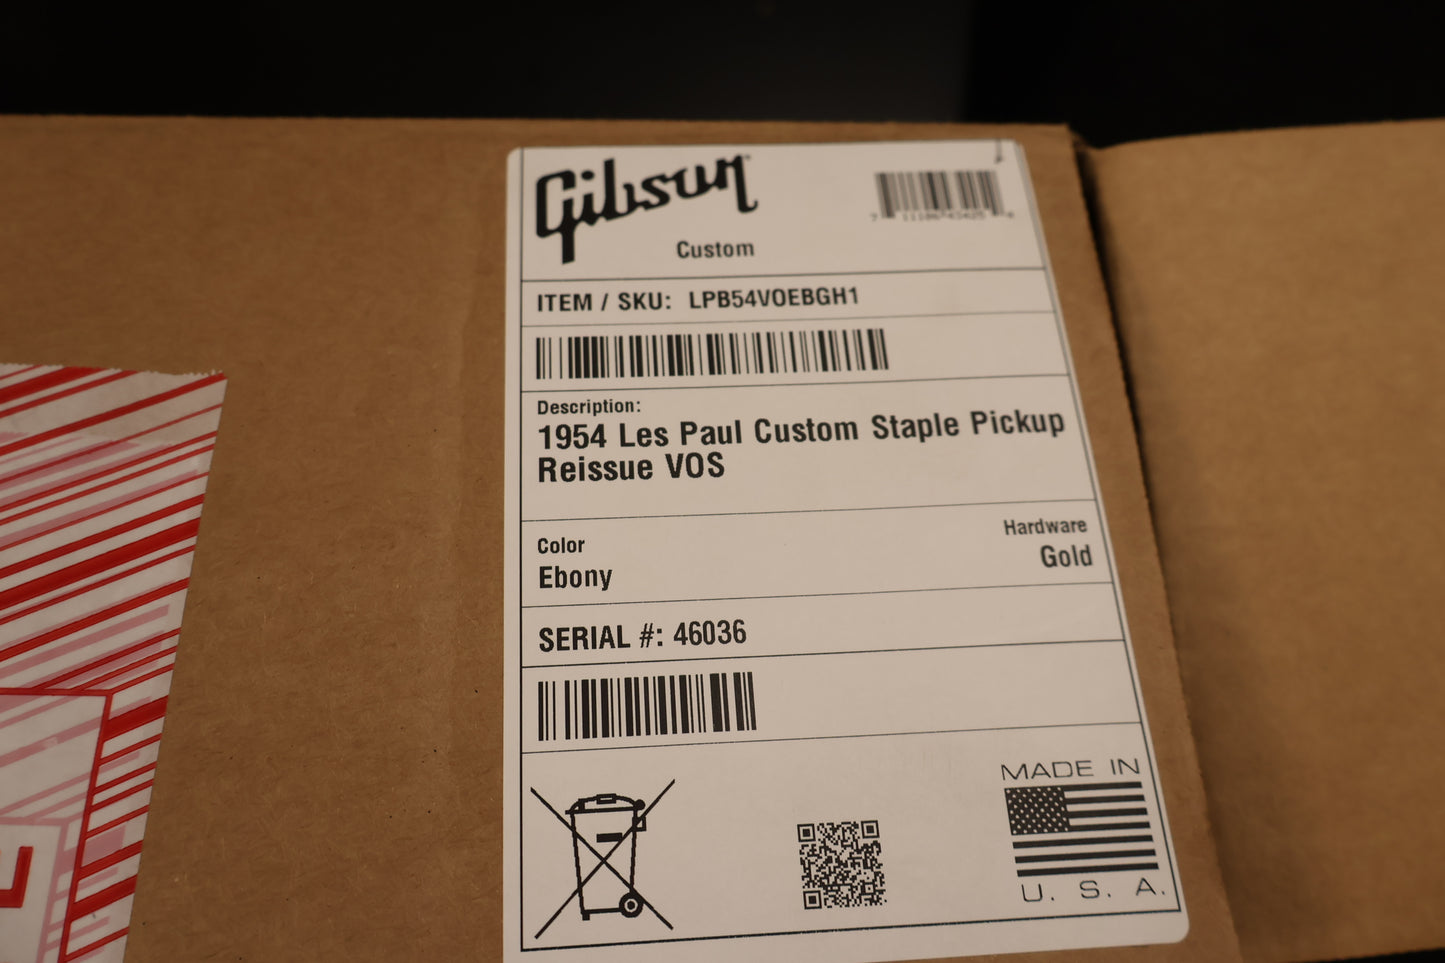 Gibson
Custom
ITEM / SKU: LPB54VOEBGH1
Description:
1954 Les Paul Custom Staple Pickup
Reissue VOS
Color
Ebony
Hardware
Gold
SERIAL #: 46036
MADE IN
U. S. A.